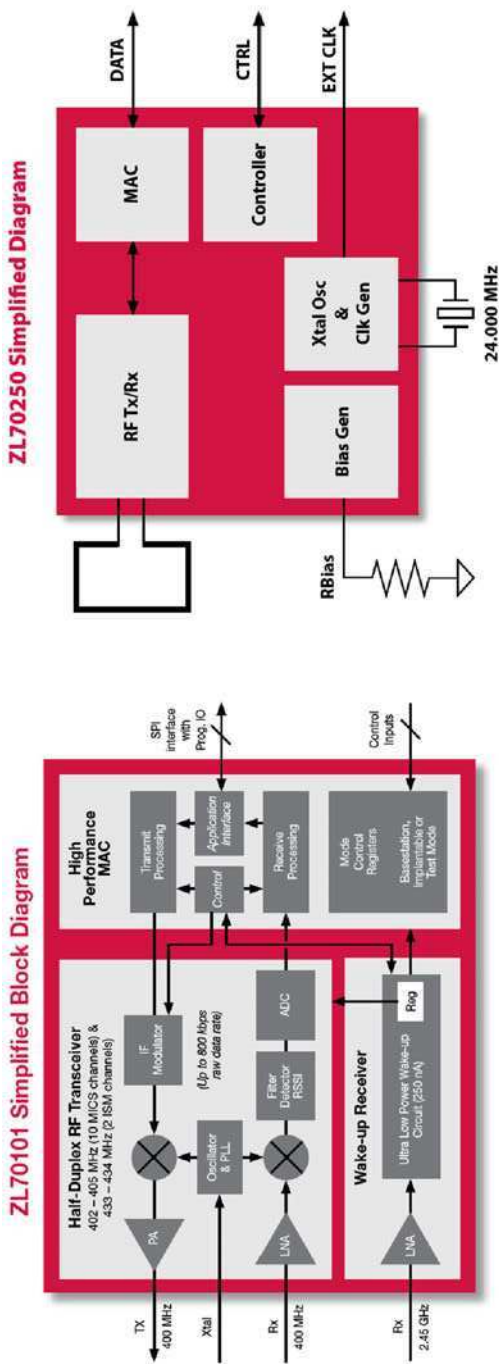 ZL70101 Simplified Block Diagram
Half-Duplex RF Transceiver
402 – 405 MHz (10 MICS channels) &
433 – 434 MHz (2 ISM channels)
TX
400 MHz
PA
IF
Modulator
(Up to 800 kbps
raw data rate)
Xtal
Oscillator
& PLL
Rx
400 MHz
LNA
Filter
Detector
RSSI
ADC
High
Performance
MAC
Transmit
Processing
Control
Application
Interface
Receive
Processing
SPI
interface
with
Prog. IO
Mode
Control
Registers
Basestation,
Implantable or
Test Mode
Control
Inputs
Wake-up Receiver
Rx
2.45 GHz
LNA
Ultra Low Power Wake-up
Circuit (250 nA)
Reg
ZL70250 Simplified Diagram
RF Tx/Rx
MAC
DATA
Controller
CTRL
RBias
Bias Gen
Xtal Osc
&
Clk Gen
EXT CLK
24.000 MHz